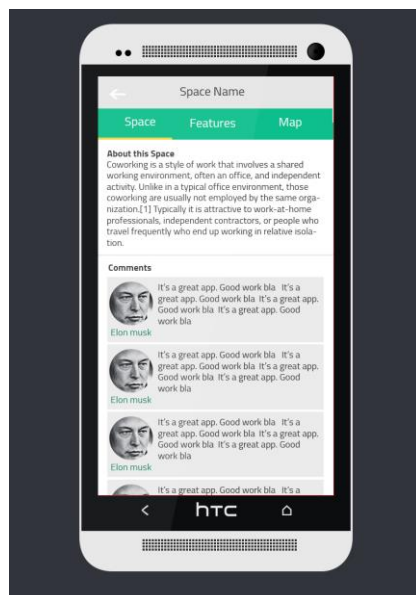 Space Name
Space Features Map
About this Space
Coworking is a style of work that involves a shared
working environment, often an office, and independent
activity. Unlike in a typical office environment, those
coworking are usually not employed by the same orga-
nization.[1] Typically it is attractive to work-at-home
professionals, independent contractors, or people who
travel frequently who end up working in relative isola-
tion.
Comments
It's a great app. Good work bla It's a
great app. Good work bla It's a great app.
Good work bla It's a great app. Good
work bla
Elon musk
It's a great app. Good work bla It's a
great app. Good work bla It's a great app.
Good work bla It's a great app. Good
work bla
Elon musk
It's a great app. Good work bla It's a
great app. Good work bla It's a great app.
Good work bla It's a great app. Good
work bla
Elon musk
It's a great app. Good work bla It's a
great app. Good work bla It's a great app.
hTC